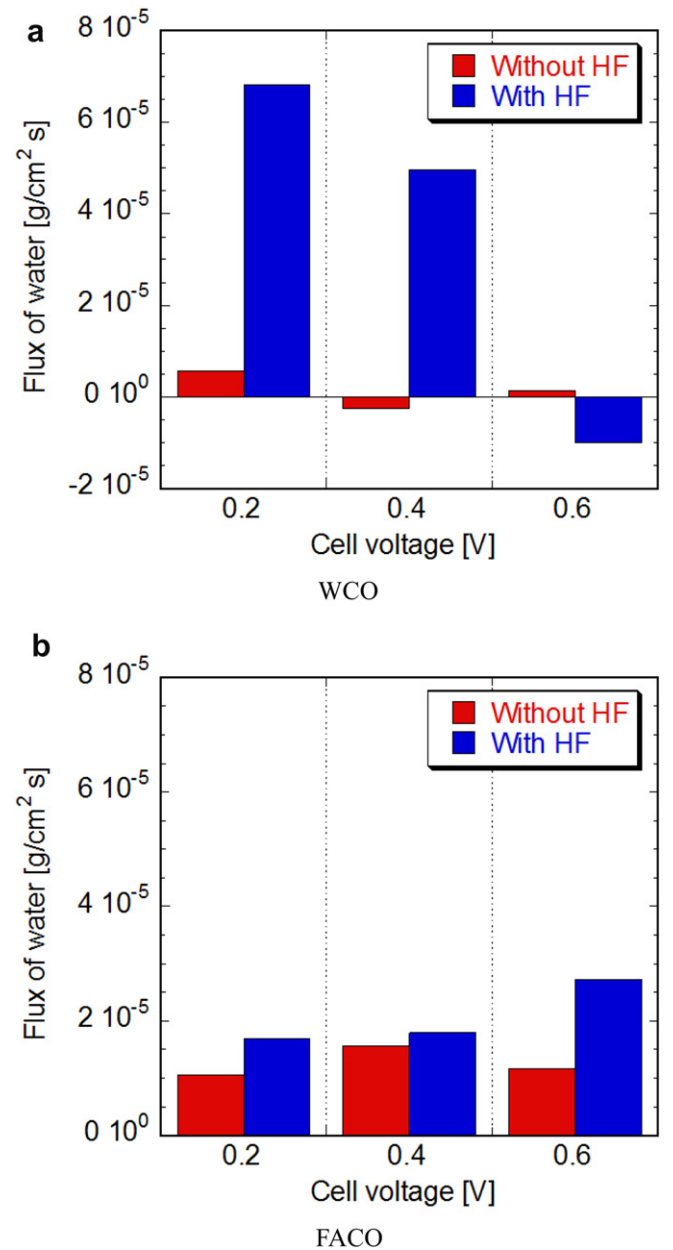 a
8 10-5
6 10-5
4 10-5
2 10-5
0 100
-2 10-5
Flux of water [g/cm2 s]
Without HF
With HF
0.2 0.4 0.6
Cell voltage [V]
WCO
b
8 10-5
6 10-5
4 10-5
2 10-5
0 100
Flux of water [g/cm2 s]
Without HF
With HF
0.2 0.4 0.6
Cell voltage [V]
FACO